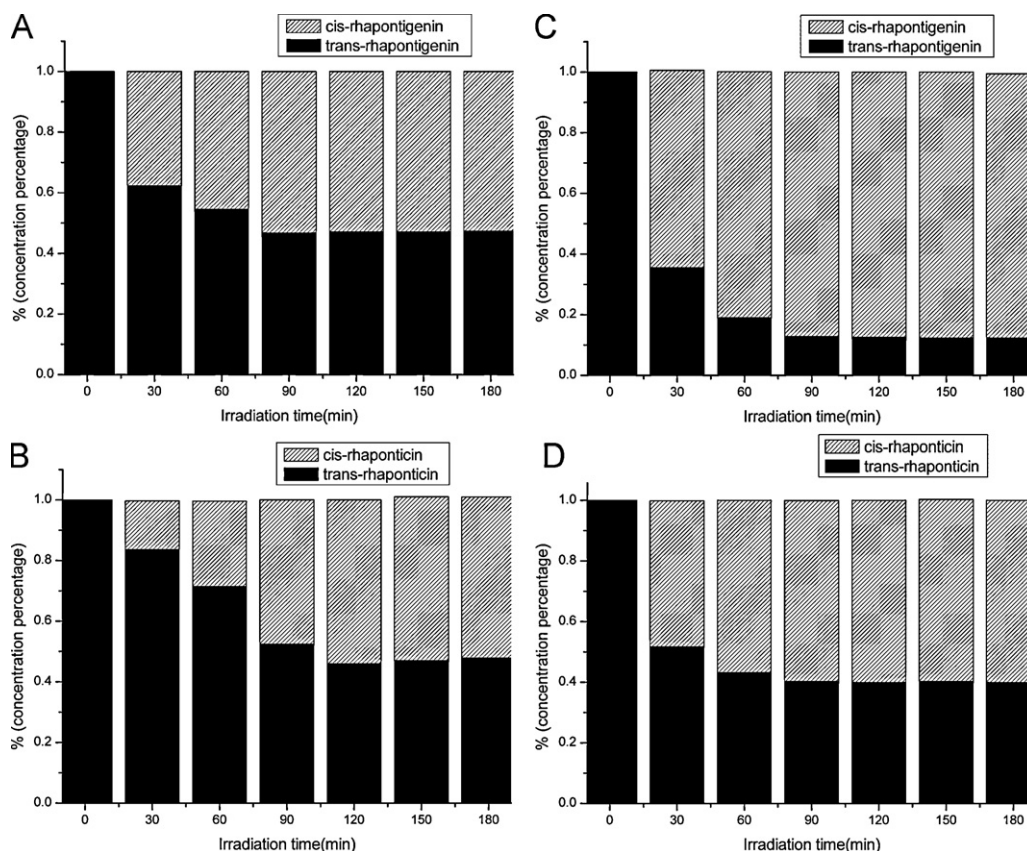 A
cis-rhapontigenin
trans-rhapontigenin
1.0
0.8
0.6
0.4
0.2
0.0
% (concentration percentage)
0 30 60 90 120 150 180
Irradiation time(min)
C
cis-rhapontigenin
trans-rhapontigenin
1.0
0.8
0.6
0.4
0.2
0.0
% (concentration percentage)
0 30 60 90 120 150 180
Irradiation time(min)
B
cis-rhaponticin
trans-rhaponticin
1.0
0.8
0.6
0.4
0.2
0.0
% (concentration percentage)
0 30 60 90 120 150 180
Irradiation time(min)
D
cis-rhaponticin
trans-rhaponticin
1.0
0.8
0.6
0.4
0.2
0.0
% (concentration percentage)
0 30 60 90 120 150 180
Irradiation time(min)